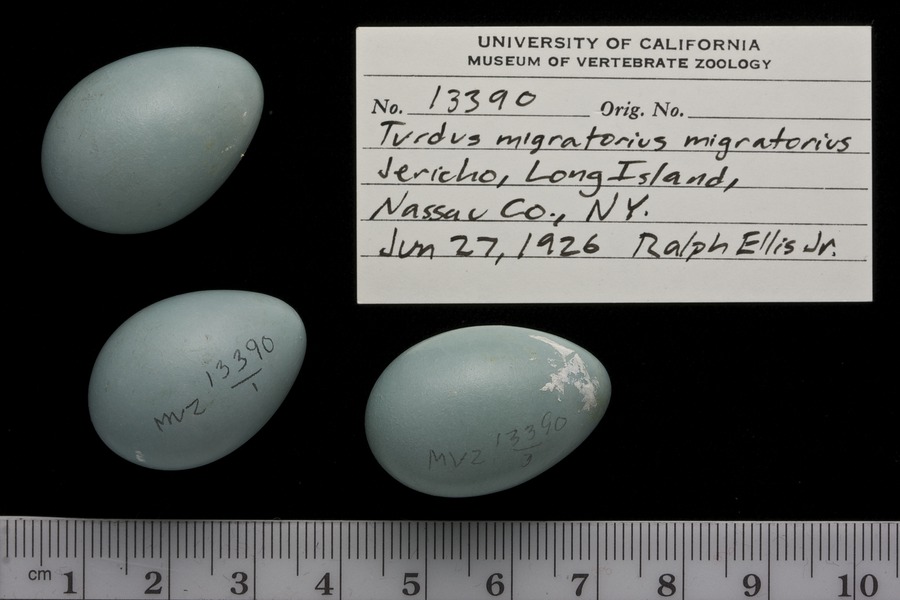 UNIVERSITY OF CALIFORNIA
MUSEUM OF VERTEBRATE ZOOLOGY
No. 13390 Orig. No.
Turdus migratorius migratorius
Jericho, Long Island,
Nassau Co., NY.
Jun 27, 1926 Ralph Ellis Jr.
MVZ 13390
1
MVZ 13390
3
cm 1 2 3 4 5 6 7 8 9 10